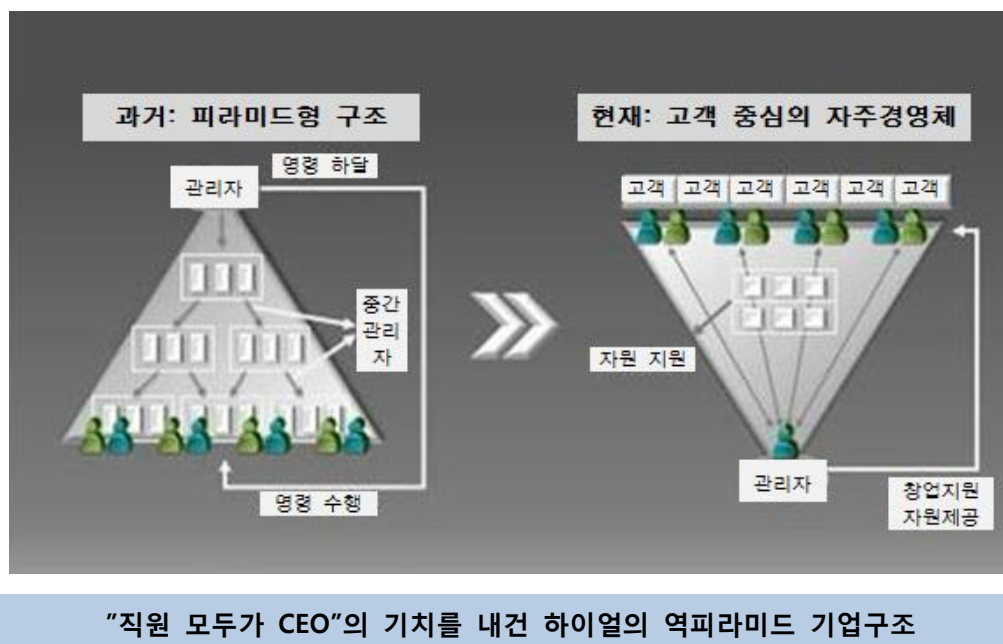 과거: 피라미드형 구조
관리자
명령 하달
중간
관리
자
명령 수행
현재: 고객 중심의 자주경영체
고객 고객 고객 고객 고객 고객
자원 지원
관리자
창업지원
자원제공
"직원 모두가 CEO"의 기치를 내건 하이얼의 역피라미드 기업구조